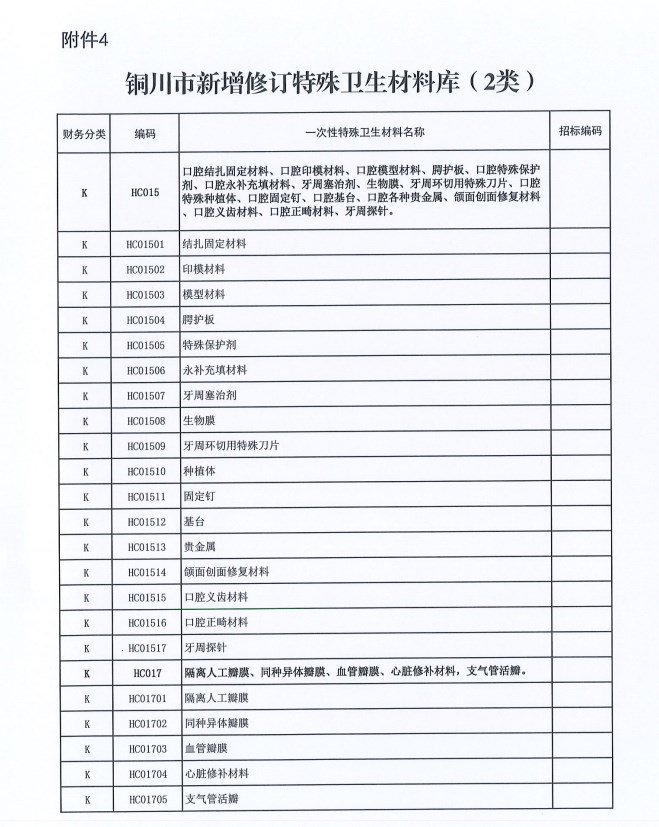 附件4
铜川市新增修订特殊卫生材料库（2类）
财务分类 编码 一次性特殊卫生材料名称 招标编码
K HC015 口腔结扎固定材料、口腔印模材料、口腔模型材料、腭护板、口腔特殊保护
剂、口腔永补充填材料、牙周塞治剂、生物膜、牙周环切用特殊刀片、口腔
特殊种植体、口腔固定钉、口腔基台、口腔各种贵金属、颌面创面修复材料
、口腔义齿材料、口腔正畸材料、牙周探针。
K HC01501 结扎固定材料
K HC01502 印模材料
K HC01503 模型材料
K HC01504 腭护板
K HC01505 特殊保护剂
K HC01506 永补充填材料
K HC01507 牙周塞治剂
K HC01508 生物膜
K HC01509 牙周环切用特殊刀片
K HC01510 种植体
K HC01511 固定钉
K HC01512 基台
K HC01513 贵金属
K HC01514 颌面创面修复材料
K HC01515 口腔义齿材料
K HC01516 口腔正畸材料
K HC01517 牙周探针
K HC017 隔离人工瓣膜、同种异体瓣膜、血管瓣膜、心脏修补材料，支气管活瓣。
K HC01701 隔离人工瓣膜
K HC01702 同种异体瓣膜
K HC01703 血管瓣膜
K HC01704 心脏修补材料
K HC01705 支气管活瓣